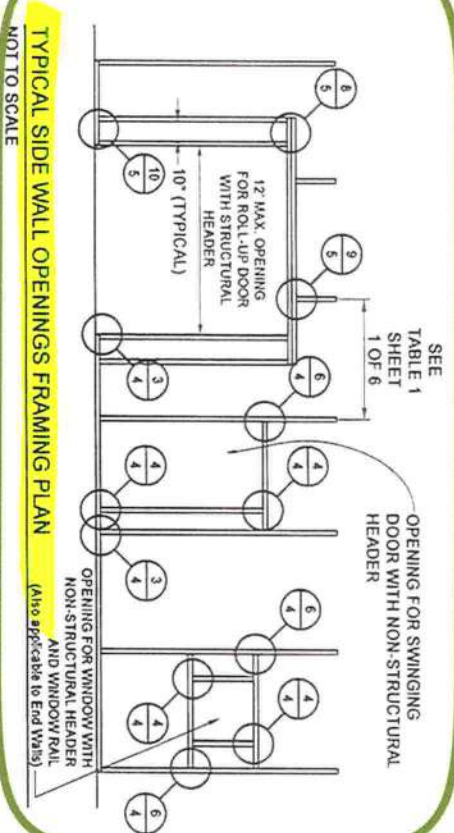 SEE
TABLE 1
SHEET
1 OF 6
OPENING FOR SWINGING
DOOR WITH NON-STRUCTURAL
HEADER
8
5
9
5
6
4
4
4
12' MAX. OPENING
FOR ROLL-UP DOOR
WITH STRUCTURAL
HEADER
10" (TYPICAL)
10
5
3
4
4
4
3
4
6
4
4
4
4
4
6
4
OPENING FOR WINDOW WITH
NON-STRUCTURAL HEADER
AND WINDOW RAIL
(Also applicable to End Walls)
TYPICAL SIDE WALL OPENINGS FRAMING PLAN
NOT TO SCALE